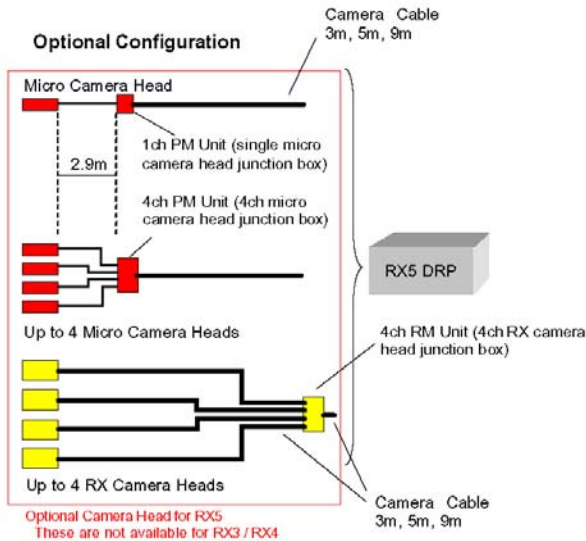 Camera Cable
3m, 5m, 9m
Optional Configuration
Micro Camera Head
1ch PM Unit (single micro
camera head junction box)
2.9m
4ch PM Unit (4ch micro
camera head junction box)
RX5 DRP
Up to 4 Micro Camera Heads
4ch RM Unit (4ch RX camera
head junction box)
Up to 4 RX Camera Heads
Camera Cable
3m, 5m, 9m
Optional Camera Head for RX5
These are not available for RX3 / RX4